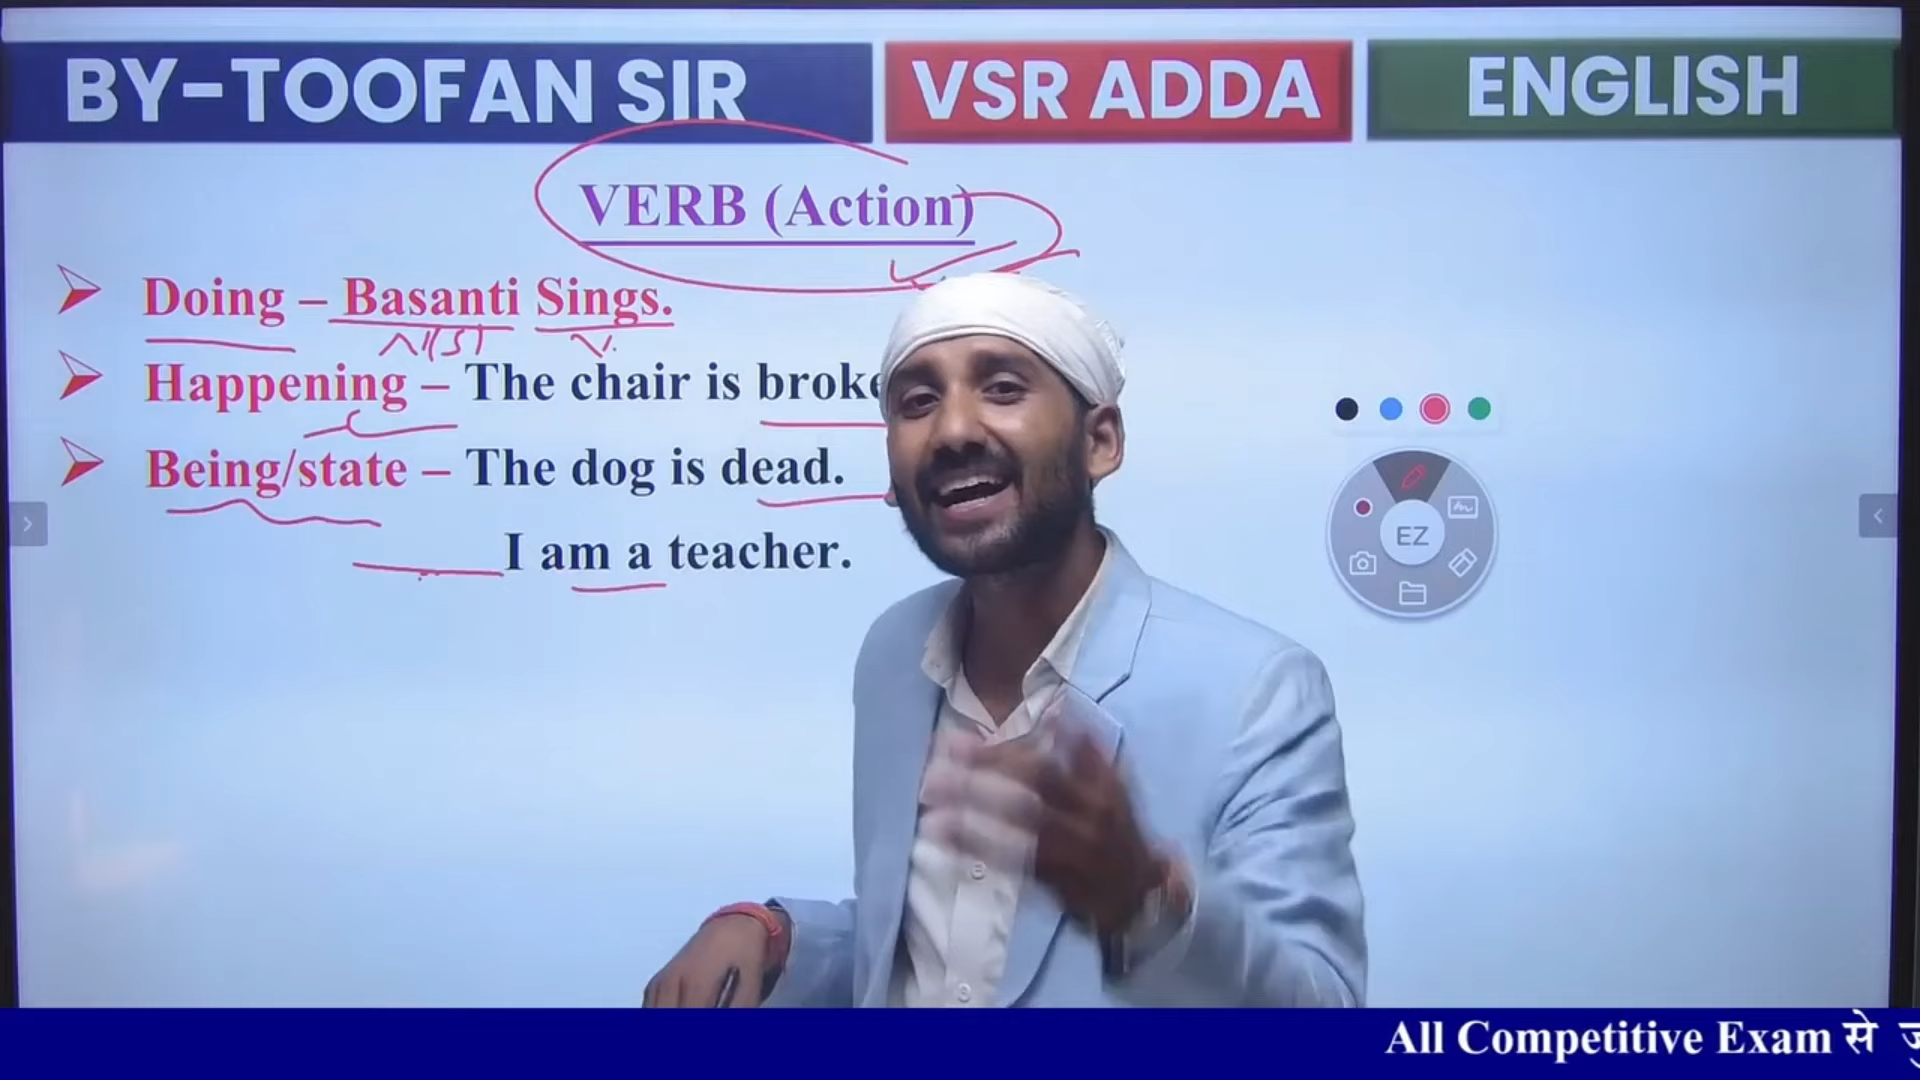 BY-TOOFAN SIR VSR ADDA ENGLISH
VERB (Action)
Doing – Basanti Sings.
Happening – The chair is broke
Being/state – The dog is dead.
I am a teacher.
EZ
All Competitive Exam से